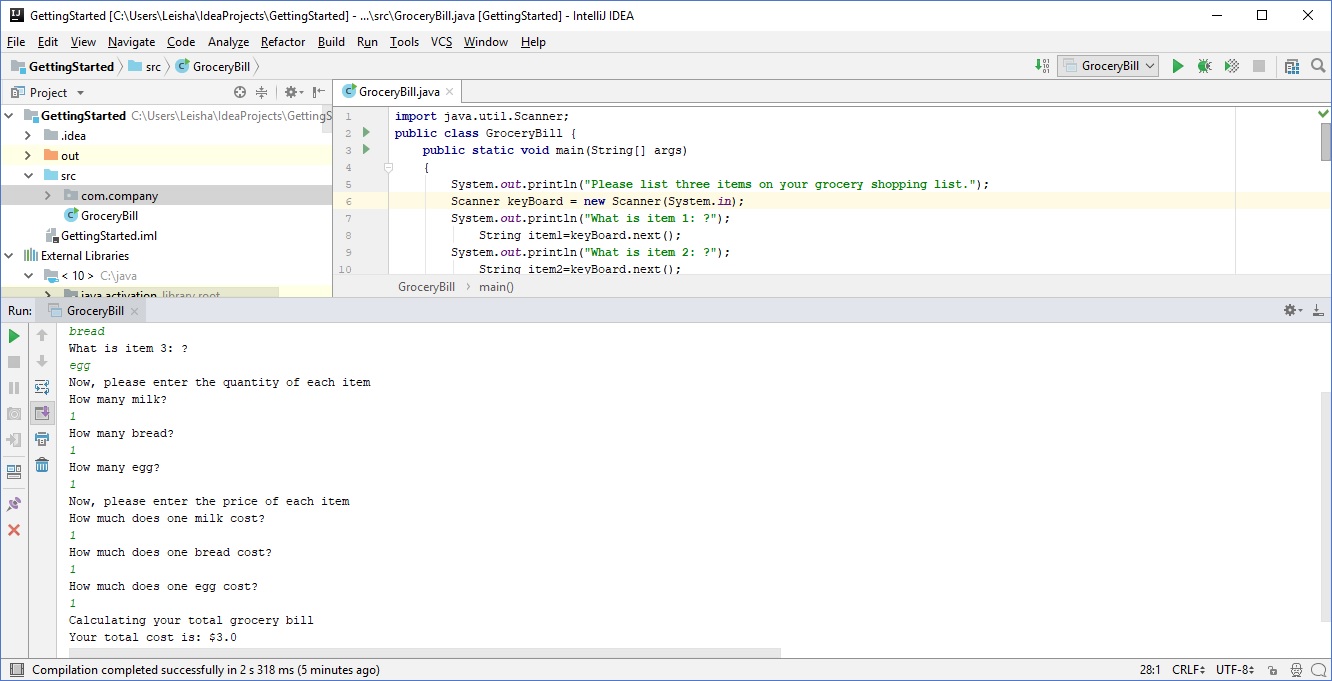 GettingStarted [C:\Users\Leisha\IdeaProjects\GettingStarted] - ...\src\GroceryBill.java [GettingStarted] - IntelliJ IDEA
File Edit View Navigate Code Analyze Refactor Build Run Tools VCS Window Help
GettingStarted src GroceryBill
GroceryBill
Project
GroceryBill.java
GettingStarted C:\Users\Leisha\IdeaProjects\GettingS
.idea
out
src
com.company
GroceryBill
GettingStarted.iml
External Libraries
< 10 > C:\java
java.activation library root
1 import java.util.Scanner;
2 public class GroceryBill {
3 public static void main(String[] args)
4 {
5 System.out.println("Please list three items on your grocery shopping list.");
6 Scanner keyBoard = new Scanner(System.in);
7 System.out.println("What is item 1: ?");
8 String item1=keyBoard.next();
9 System.out.println("What is item 2: ?");
10 String item2=keyBoard.next();
GroceryBill main()
Run: GroceryBill
bread
What is item 3: ?
egg
Now, please enter the quantity of each item
How many milk?
1
How many bread?
1
How many egg?
1
Now, please enter the price of each item
How much does one milk cost?
1
How much does one bread cost?
1
How much does one egg cost?
1
Calculating your total grocery bill
Your total cost is: $3.0
Compilation completed successfully in 2 s 318 ms (5 minutes ago)
28:1 CRLF UTF-8